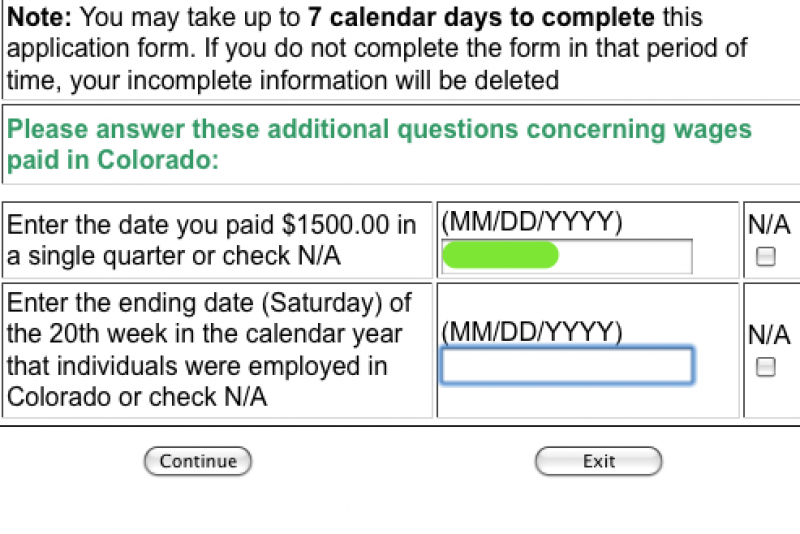 Note: You may take up to 7 calendar days to complete this
application form. If you do not complete the form in that period of
time, your incomplete information will be deleted
Please answer these additional questions concerning wages
paid in Colorado:
Enter the date you paid $1500.00 in
a single quarter or check N/A
(MM/DD/YYYY)
N/A
Enter the ending date (Saturday) of
the 20th week in the calendar year
that individuals were employed in
Colorado or check N/A
(MM/DD/YYYY)
N/A
Continue
Exit